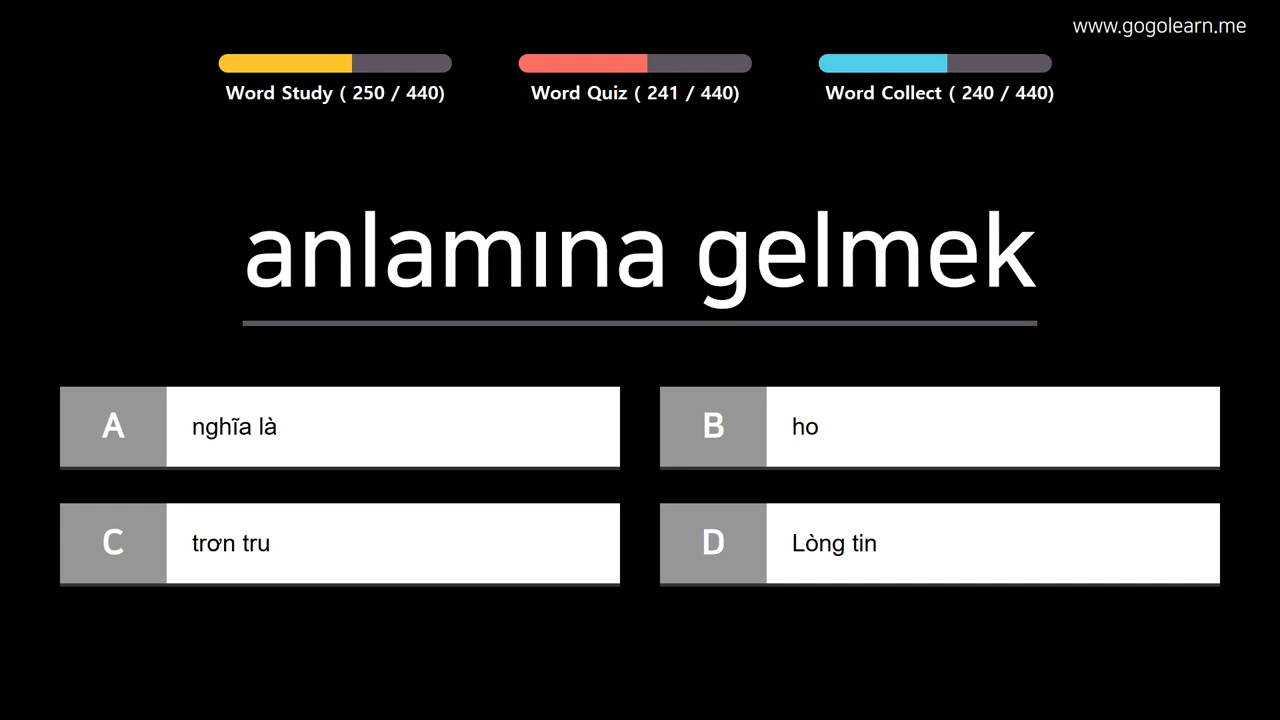 www.gogolearn.me
Word Study ( 250 / 440)
Word Quiz ( 241 / 440)
Word Collect ( 240 / 440)
anlamına gelmek
A
nghĩa là
B
ho
C
trơn tru
D
Lòng tin